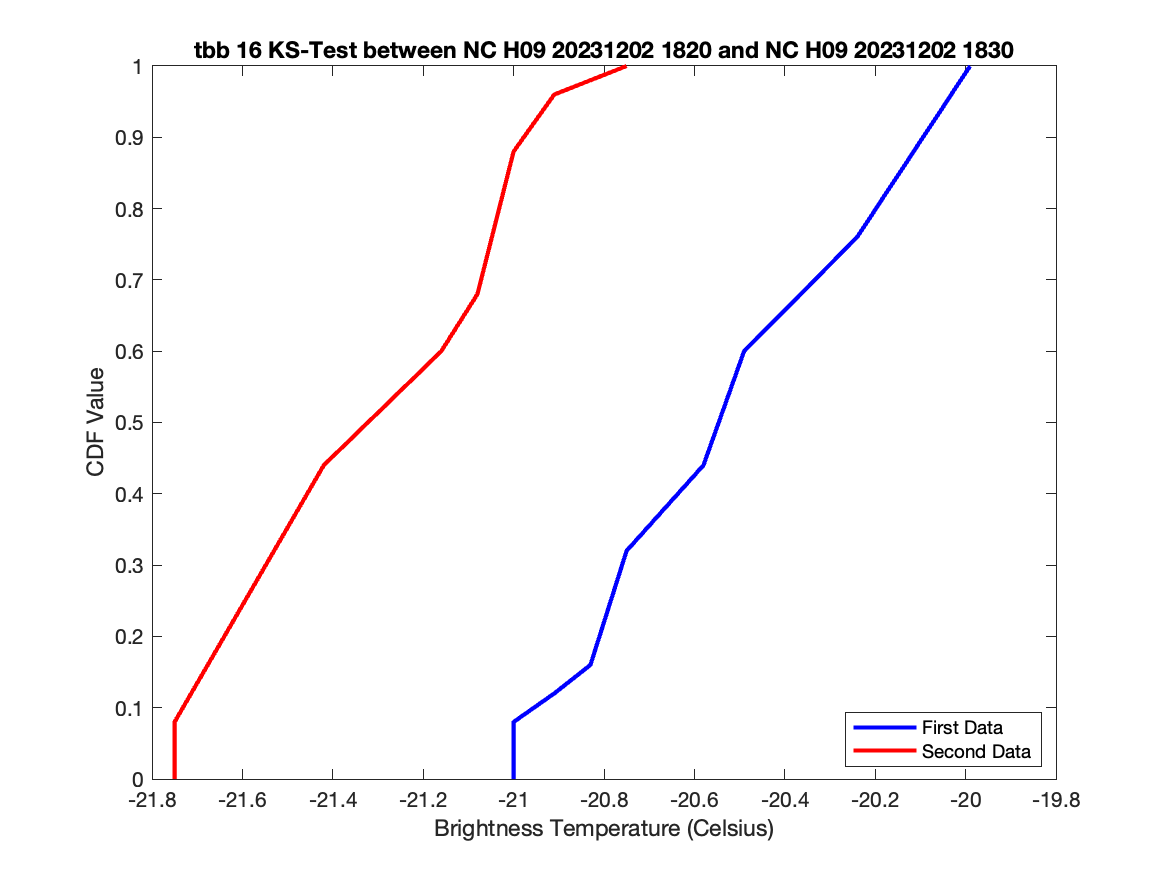 tbb 16 KS-Test between NC H09 20231202 1820 and NC H09 20231202 1830
1
0.9
0.8
0.7
0.6
0.5
0.4
0.3
0.2
0.1
0
CDF Value
First Data
Second Data
-21.8 -21.6 -21.4 -21.2 -21 -20.8 -20.6 -20.4 -20.2 -20 -19.8
Brightness Temperature (Celsius)